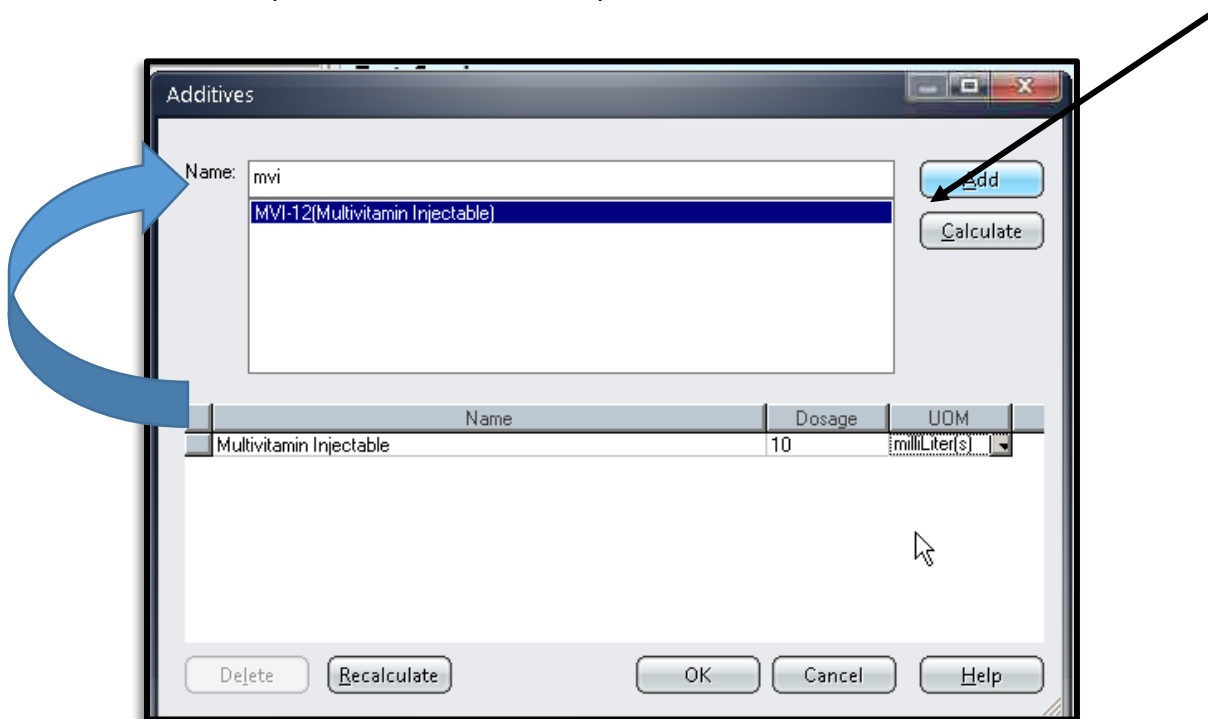 Additives
Name: mvi Add
MVI-12(Multivitamin Injectable)
Calculate
Name Dosage UOM
Multivitamin Injectable 10 milliLiter(s)
Delete Recalculate OK Cancel Help